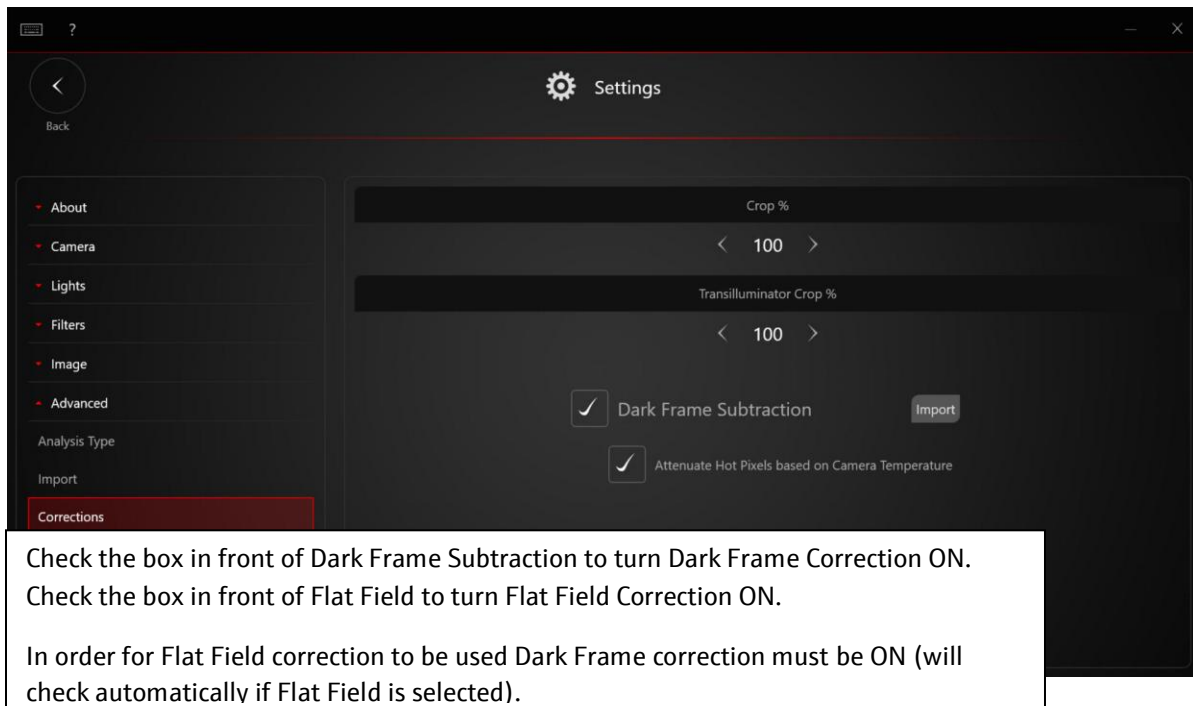 ?
Settings
Back
About
Camera
Lights
Filters
Image
Advanced
Analysis Type
Import
Corrections
Crop %
100
Transilluminator Crop %
100
Dark Frame Subtraction
Import
Attenuate Hot Pixels based on Camera Temperature
Check the box in front of Dark Frame Subtraction to turn Dark Frame Correction ON.
Check the box in front of Flat Field to turn Flat Field Correction ON.
In order for Flat Field correction to be used Dark Frame correction must be ON (will
check automatically if Flat Field is selected).